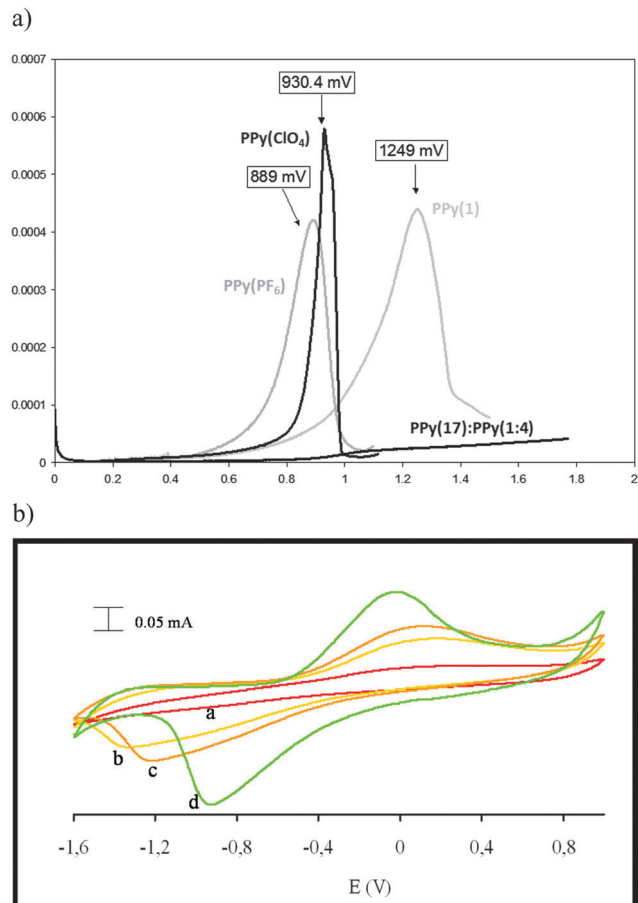 a)
0.0007
930.4 mV
0.0006
PPy(ClO₄)
1249 mV
0.0005
889 mV
PPy(1)
0.0004
0.0003
PPy(PF₆)
0.0002
0.0001
PPy(17):PPy(1:4)
0
0 0.2 0.4 0.6 0.8 1 1.2 1.4 1.6 1.8 2
b)
0.05 mA
a
b c
d
-1,6 -1,2 -0,8 -0,4 0 0,4 0,8
E (V)